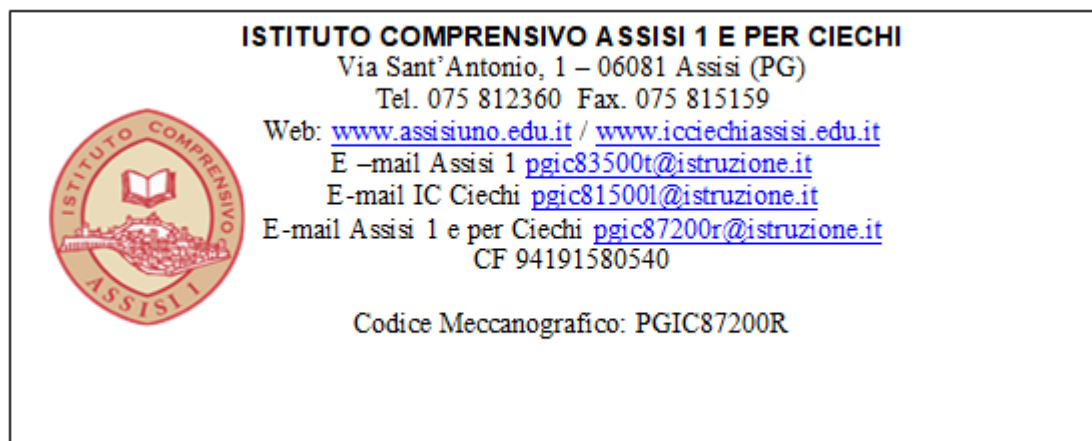 ISTITUTO COMPRENSIVO ASSISI 1 E PER CIECHI
Via Sant'Antonio, 1 – 06081 Assisi (PG)
Tel. 075 812360 Fax. 075 815159
Web: www.assisiuno.edu.it / www.icciechiassisi.edu.it
E –mail Assisi 1 pgic83500t@istruzione.it
E-mail IC Ciechi pgic81500l@istruzione.it
E-mail Assisi 1 e per Ciechi pgic87200r@istruzione.it
CF 94191580540
Codice Meccanografico: PGIC87200R
ISTITUTO COMPRENSIVO
ASSISI 1